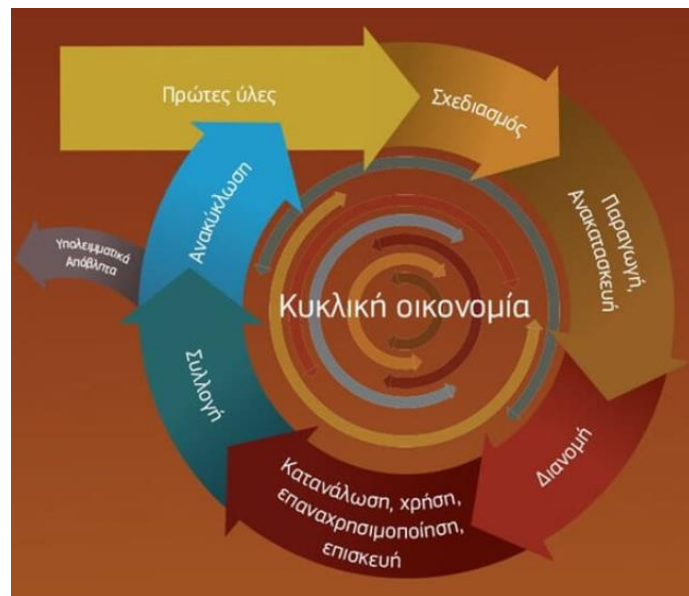 Πρώτες ύλες
Σχεδιασμός
Παραγωγή,
Ανακατασκευή
Διανομή
Κατανάλωση, χρήση,
επαναχρησιμοποίηση,
επισκευή
Συλλογή
Ανακύκλωση
Υπολειμματικά
Απόβλητα
Κυκλική οικονομία